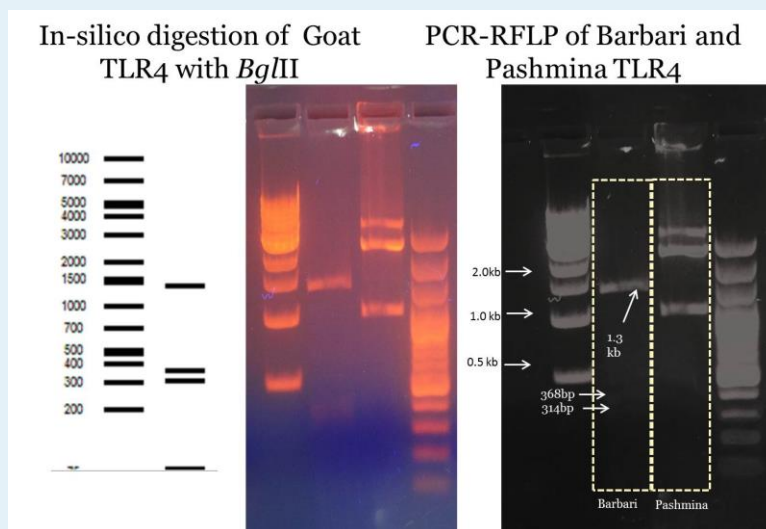 In-silico digestion of Goat
TLR4 with BglII
PCR-RFLP of Barbari and
Pashmina TLR4
10000
7000
5000
4000
3000
2000
1500
1000
700
500
400
300
200
2.0kb
1.0 kb
0.5 kb
1.3
kb
368bp
314bp
Barbari
Pashmina